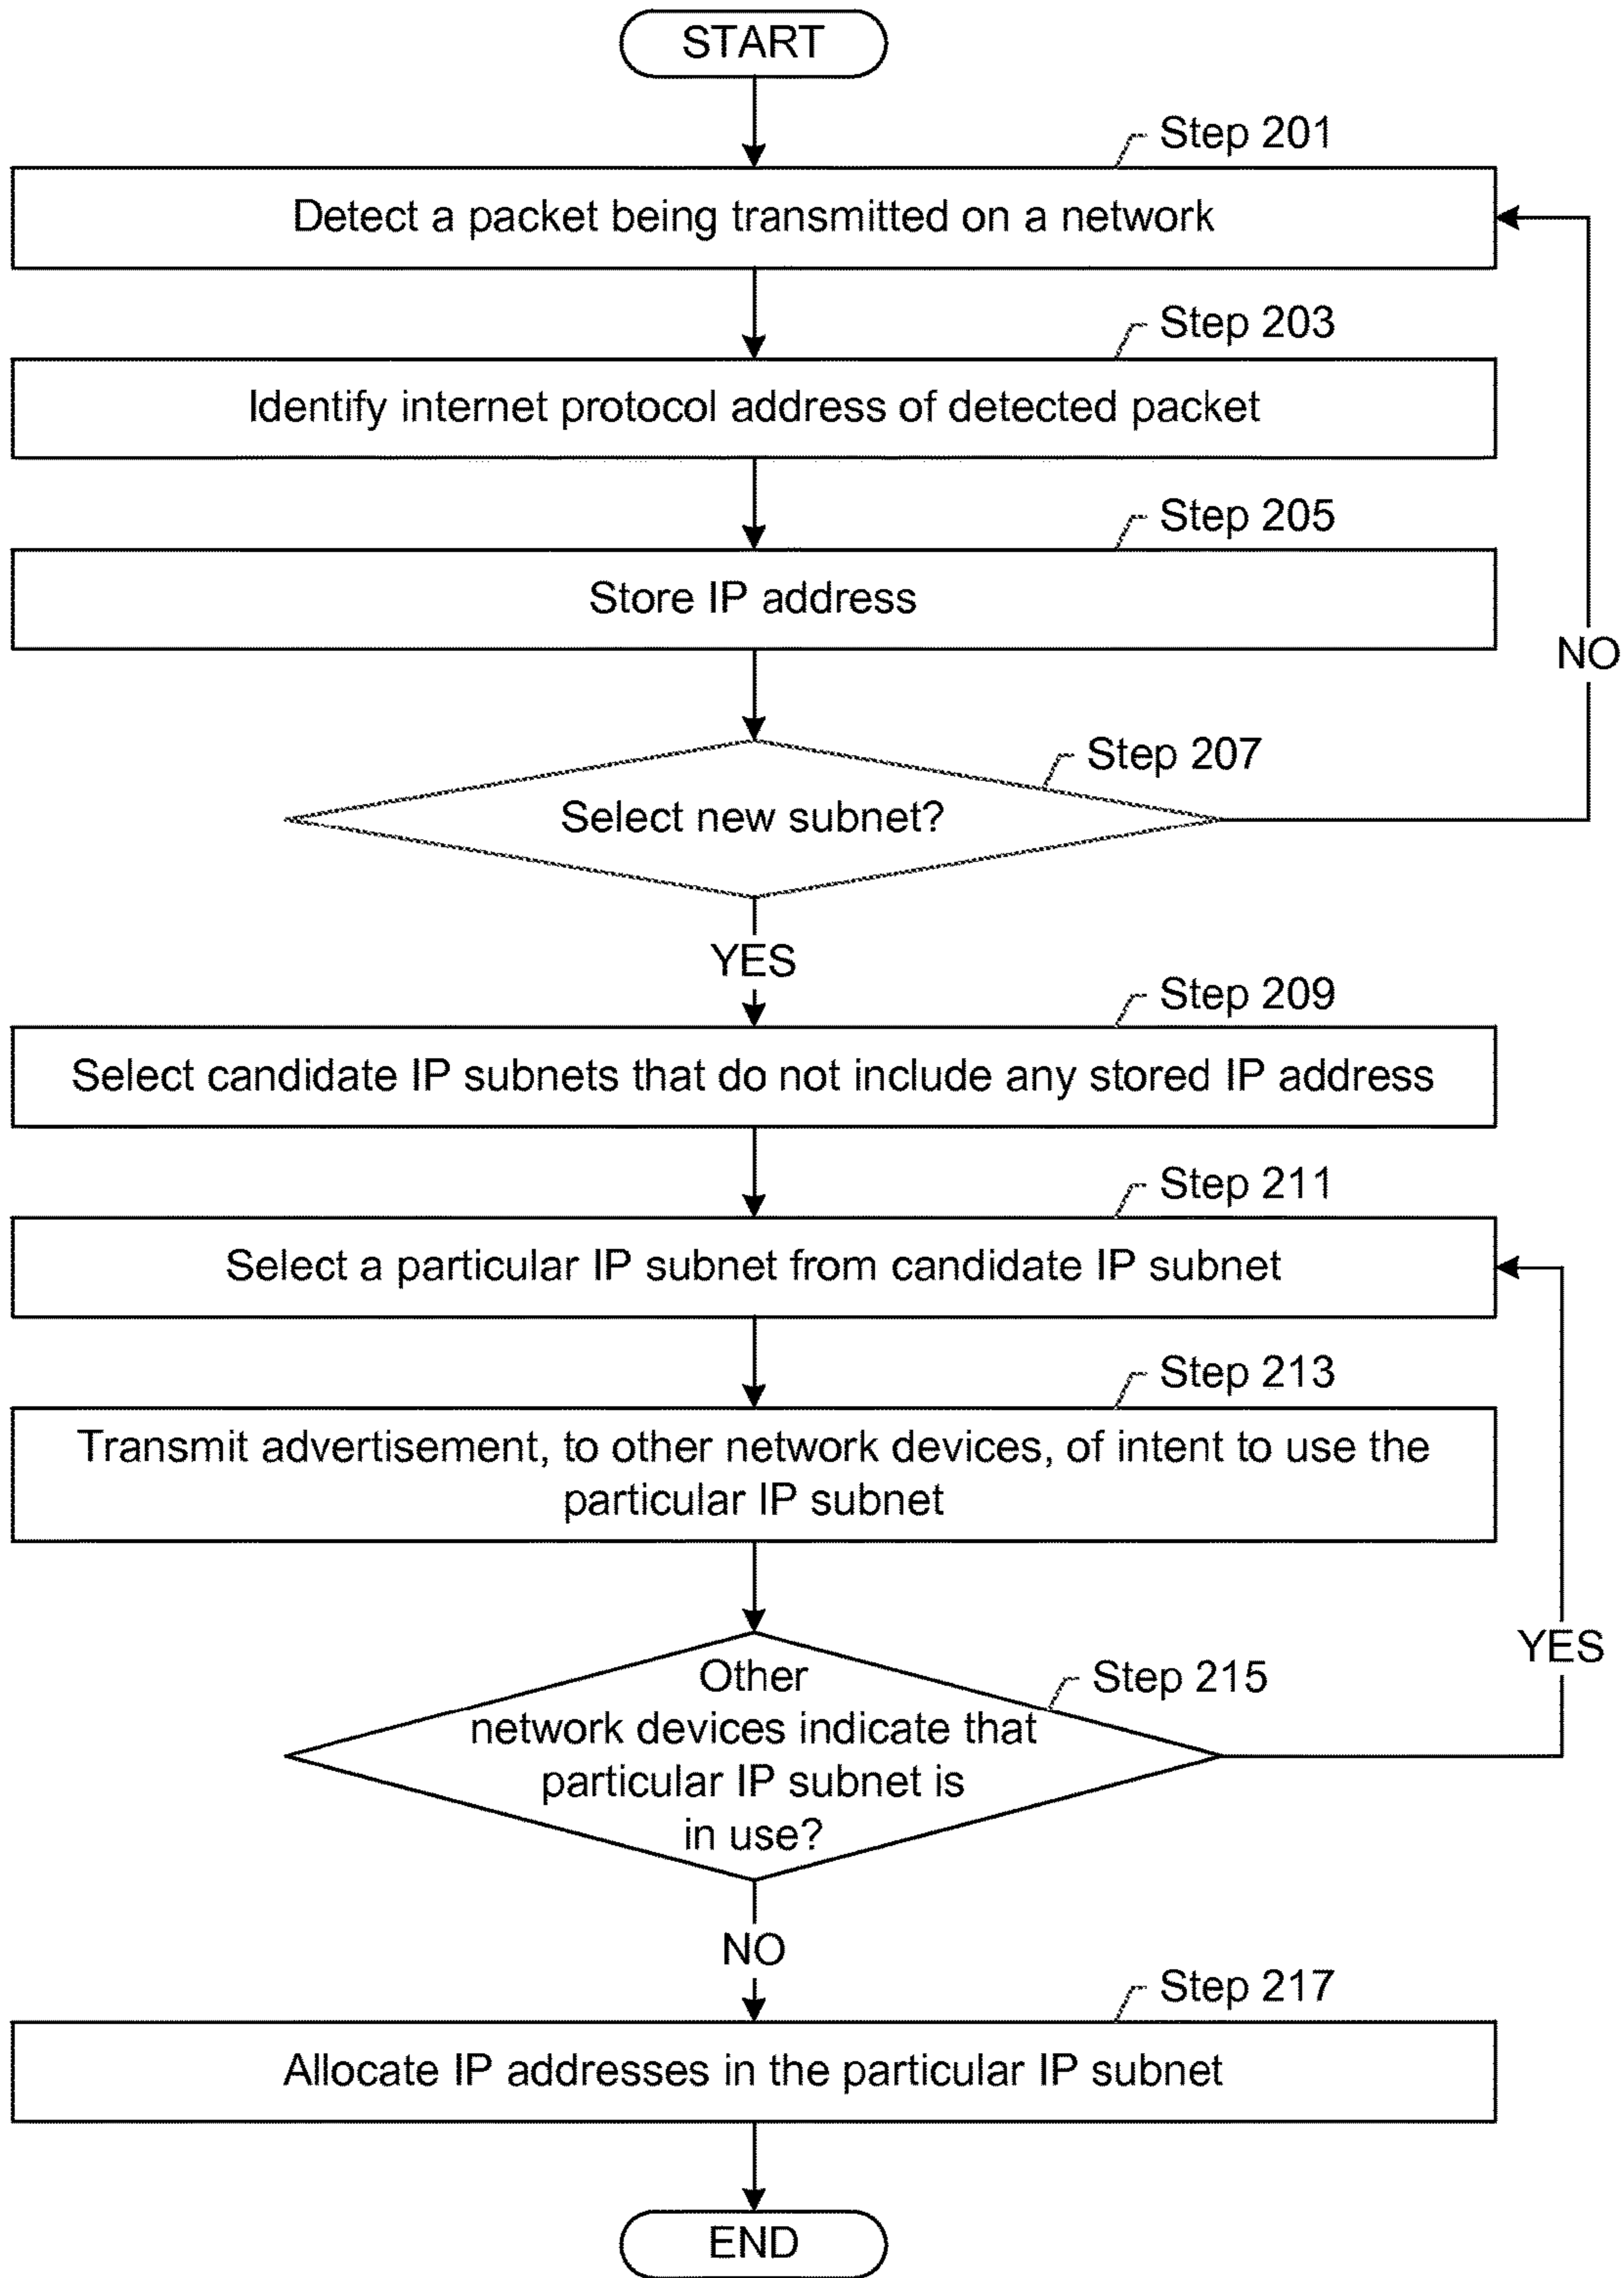 START
Step 201
Detect a packet being transmitted on a network
Step 203
Identify internet protocol address of detected packet
Step 205
Store IP address
NO
Step 207
Select new subnet?
YES
Step 209
Select candidate IP subnets that do not include any stored IP address
Step 211
Select a particular IP subnet from candidate IP subnet
Step 213
Transmit advertisement, to other network devices, of intent to use the
particular IP subnet
YES
Step 215
Other
network devices indicate that
particular IP subnet is
in use?
NO
Step 217
Allocate IP addresses in the particular IP subnet
END